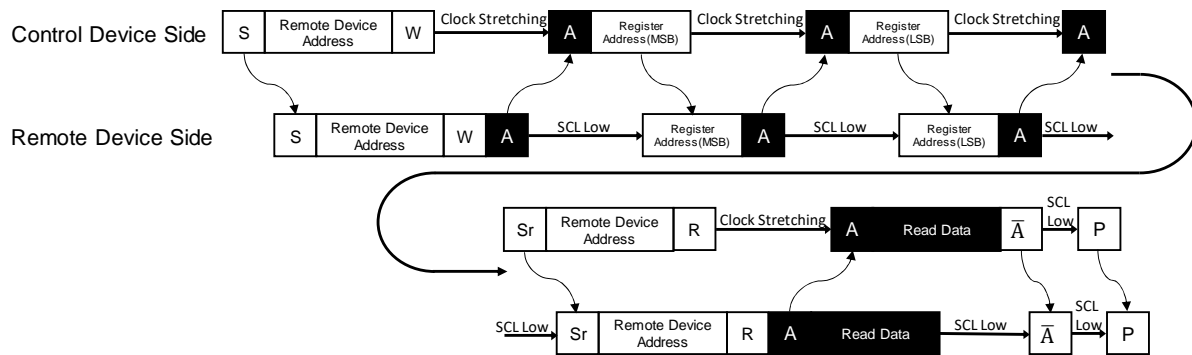 Control Device Side
S
Remote Device
Address
W
Clock Stretching
A
Register
Address(MSB)
Clock Stretching
A
Register
Address(LSB)
Clock Stretching
A
Remote Device Side
S
Remote Device
Address
W
A
SCL Low
Register
Address(MSB)
A
SCL Low
Register
Address(LSB)
A
SCL Low
Sr
Remote Device
Address
R
Clock Stretching
A
Read Data
A̅
SCL
Low
P
SCL Low
Sr
Remote Device
Address
R
A
Read Data
SCL Low
A̅
SCL
Low
P